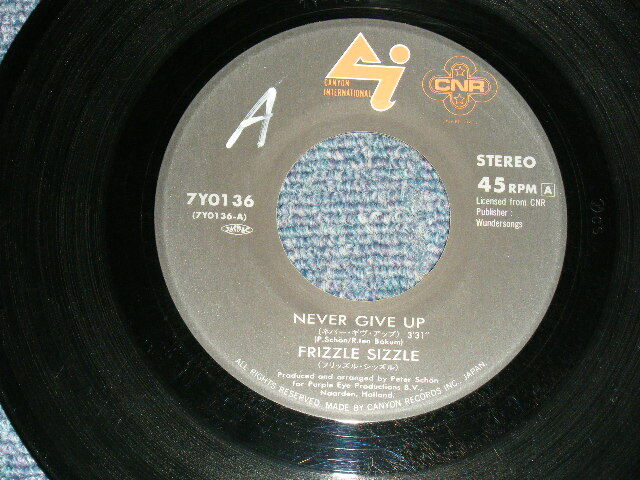 A
CANYON
INTERNATIONAL
CNR
7Y0136
(7Y0136-A)
STEREO
45 RPM A
Licensed from CNR
Publisher :
Wundersongs
NEVER GIVE UP
(ネバー・ギヴ・アップ) 3'31"
(P.Schön/R.ten Bokum)
FRIZZLE SIZZLE
(フリッズル・シッズル)
Produced and arranged by Peter Schön
for Purple Eye Productions B.V.,
Naarden, Holland.
ALL RIGHTS RESERVED. MADE BY CANYON RECORDS INC. JAPAN.